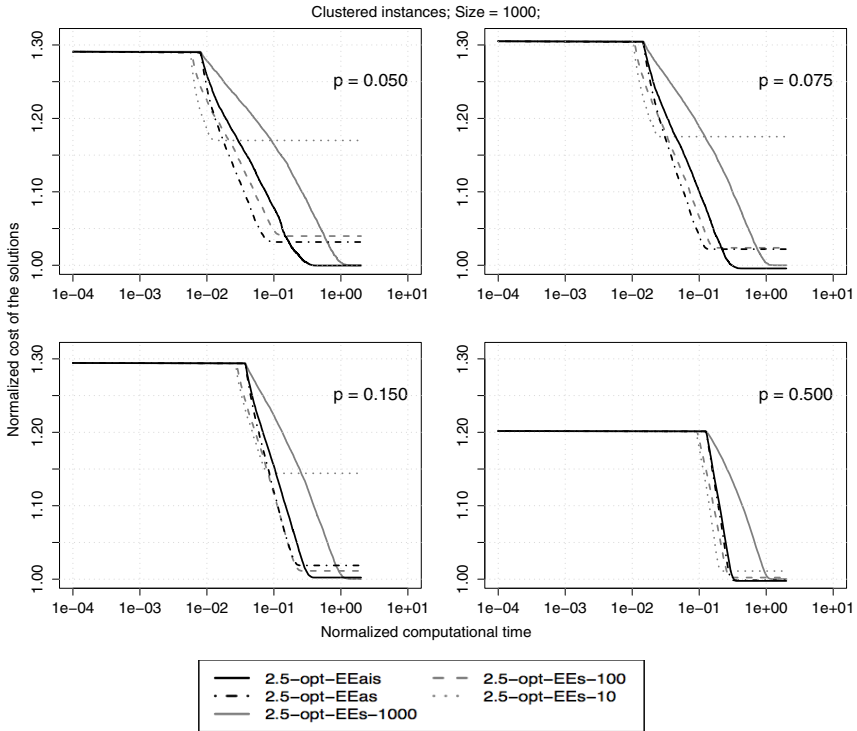 Clustered instances; Size = 1000;
Normalized cost of the solutions
1.30
1.20
1.10
1.00
p = 0.050
1e−04 1e−03 1e−02 1e−01 1e+00 1e+01
1.30
1.20
1.10
1.00
p = 0.075
1e−04 1e−03 1e−02 1e−01 1e+00 1e+01
1.30
1.20
1.10
1.00
p = 0.150
1e−04 1e−03 1e−02 1e−01 1e+00 1e+01
1.30
1.20
1.10
1.00
p = 0.500
1e−04 1e−03 1e−02 1e−01 1e+00 1e+01
Normalized computational time
2.5−opt−EEais
2.5−opt−EEas
2.5−opt−EEs−1000
2.5−opt−EEs−100
2.5−opt−EEs−10